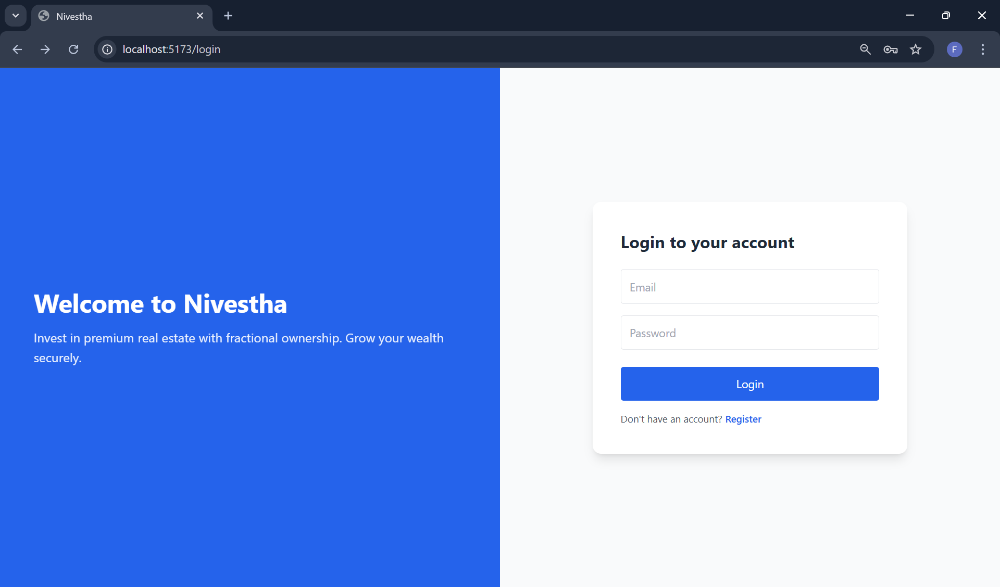 Nivestha
localhost:5173/login
F
Welcome to Nivestha
Invest in premium real estate with fractional ownership. Grow your wealth
securely.
Login to your account
Email
Password
Login
Don't have an account? Register